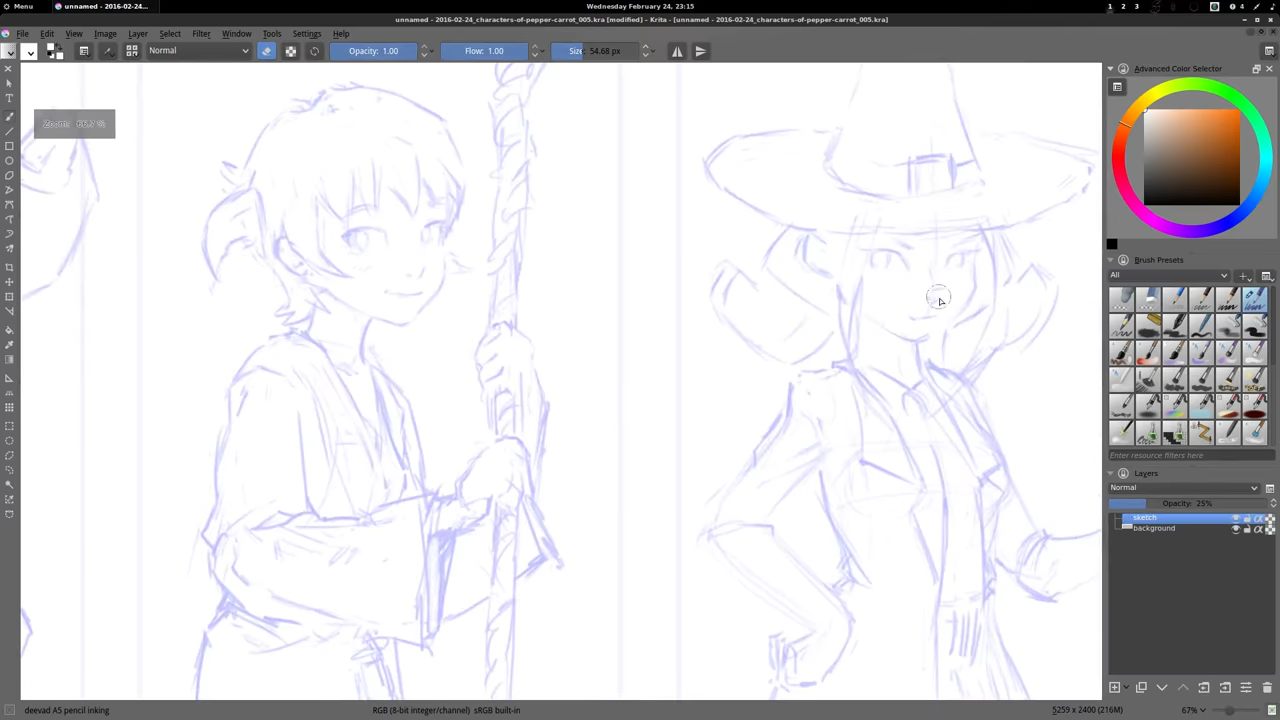 Menu
unnamed - 2016-02-24...
Wednesday February 24, 23:15
1 2 3
4
unnamed - 2016-02-24_characters-of-pepper-carrot_005.kra [modified] - Krita - [unnamed - 2016-02-24_characters-of-pepper-carrot_005.kra]
File Edit View Image Layer Select Filter Window Tools Settings Help
Normal
Opacity: 1.00
Flow: 1.00
Size: 54.68 px
Advanced Color Selector
Brush Presets
All
Enter resource filters here
Layers
Normal
Opacity: 25%
sketch
background
deevad A5 pencil inking
RGB (8-bit integer/channel) sRGB built-in
5259 x 2400 (216M)
67%